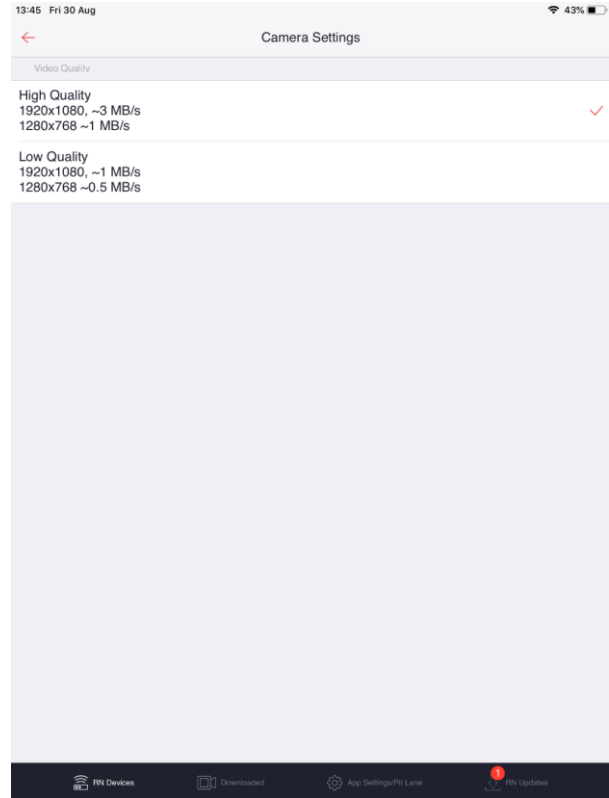 13:45 Fri 30 Aug
43%
Camera Settings
Video Quality
High Quality
1920x1080, ~3 MB/s
1280x768 ~1 MB/s
Low Quality
1920x1080, ~1 MB/s
1280x768 ~0.5 MB/s
RN Devices
Downloaded
App Settings/Pit Lane
1
RN Updates